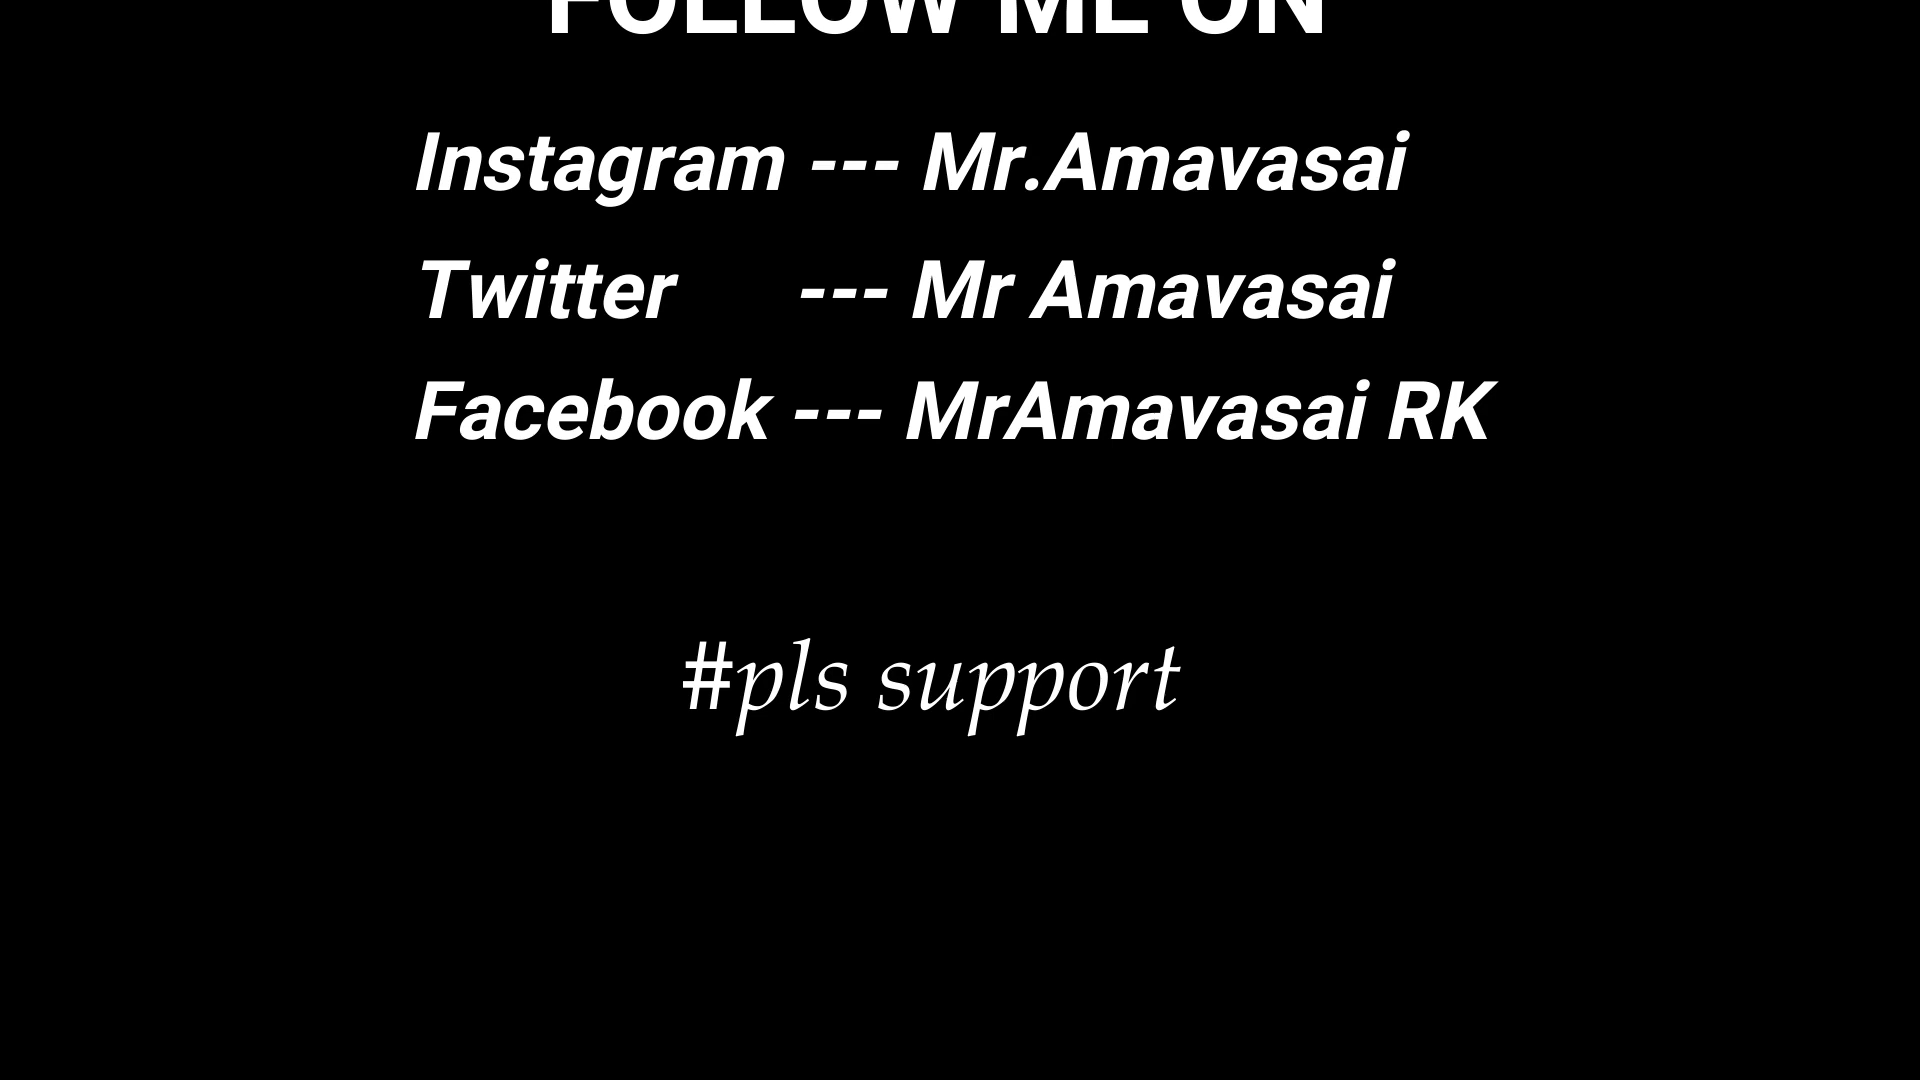 FOLLOW ME ON
Instagram --- Mr.Amavasai
Twitter --- Mr Amavasai
Facebook --- MrAmavasai RK
#pls support